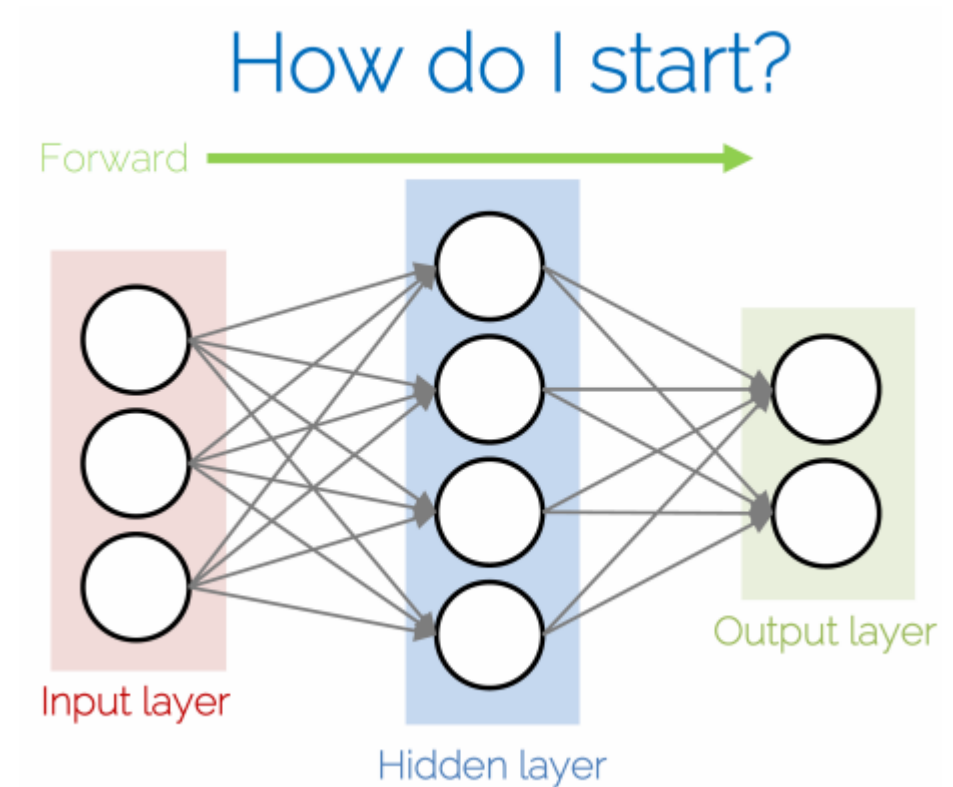 How do I start?
Forward
Input layer
Hidden layer
Output layer